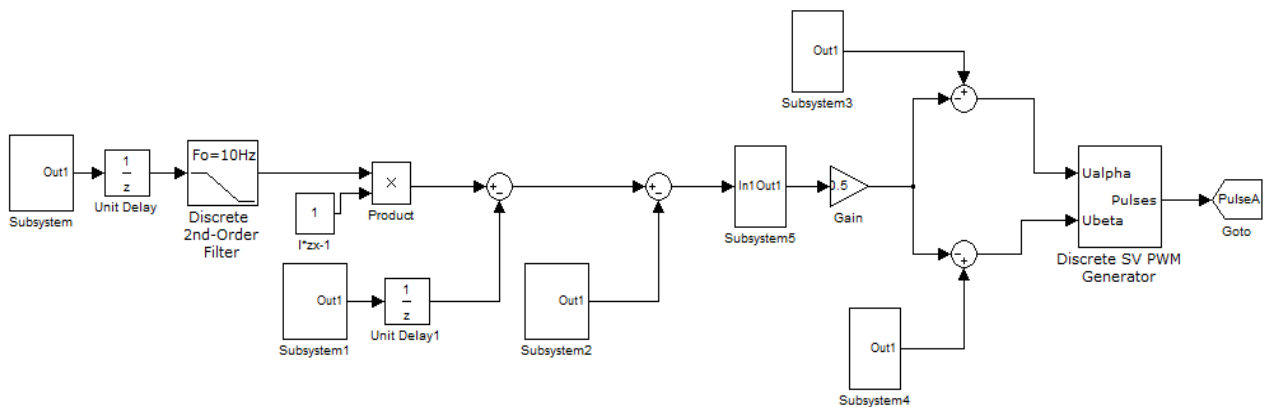 Out1
Subsystem3
+
−
Out1
Subsystem
1
z
Unit Delay
Fo=10Hz
Discrete
2nd-Order
Filter
×
Product
1
I*zx-1
+
−
+
−
In1Out1
Subsystem5
0.5
Gain
Ualpha
Pulses
Ubeta
Discrete SV PWM
Generator
PulseA
Goto
Out1
Subsystem1
1
z
Unit Delay1
Out1
Subsystem2
−
+
Out1
Subsystem4